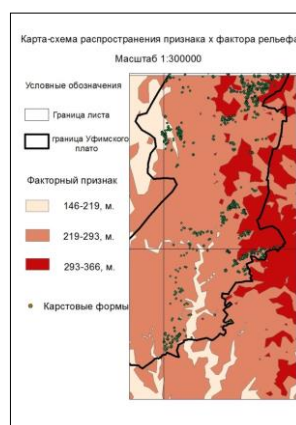 Карта-схема распространения признака x фактора рельефа
Масштаб 1:300000
Условные обозначения
Граница листа
граница Уфимского
плато
Факторный признак
146-219, м.
219-293, м.
293-366, м.
Карстовые формы